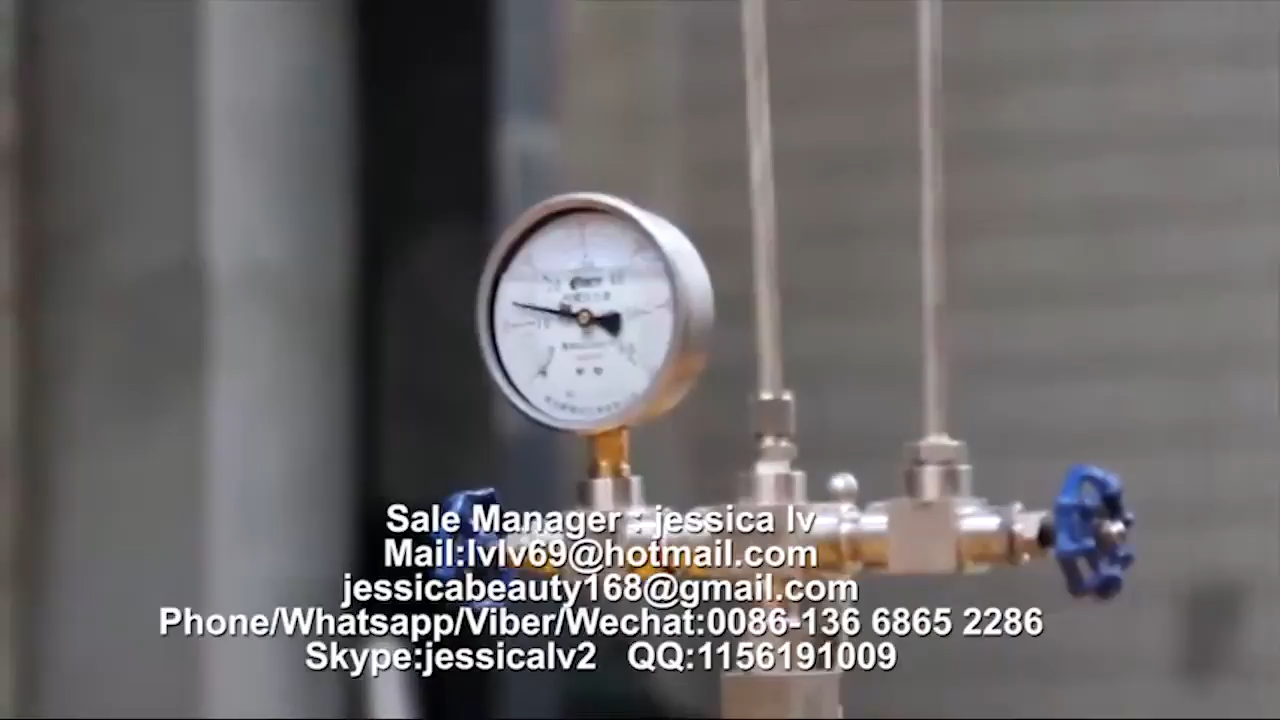 Sale Manager : jessica lv
Mail:lvlv69@hotmail.com
jessicabeauty168@gmail.com
Phone/Whatsapp/Viber/Wechat:0086-136 6865 2286
Skype:jessicalv2 QQ:1156191009